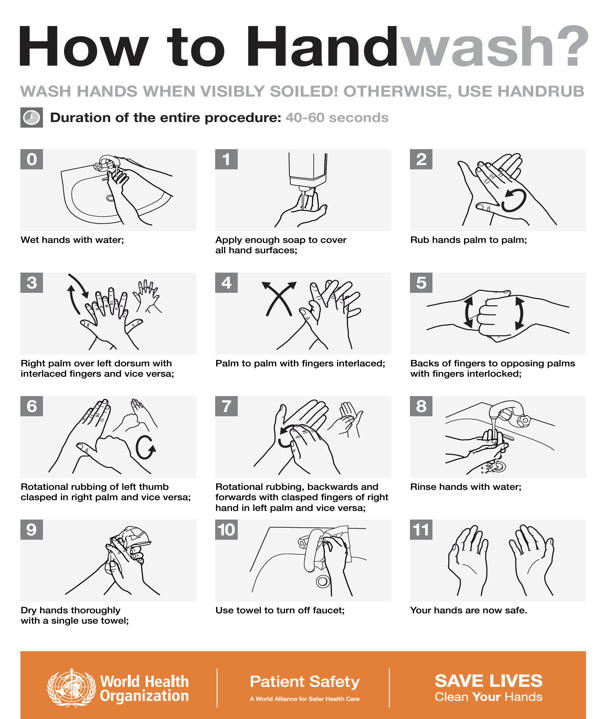 How to Handwash?
WASH HANDS WHEN VISIBLY SOILED! OTHERWISE, USE HANDRUB
Duration of the entire procedure: 40-60 seconds
0
Wet hands with water;
1
Apply enough soap to cover
all hand surfaces;
2
Rub hands palm to palm;
3
Right palm over left dorsum with
interlaced fingers and vice versa;
4
Palm to palm with fingers interlaced;
5
Backs of fingers to opposing palms
with fingers interlocked;
6
Rotational rubbing of left thumb
clasped in right palm and vice versa;
7
Rotational rubbing, backwards and
forwards with clasped fingers of right
hand in left palm and vice versa;
8
Rinse hands with water;
9
Dry hands thoroughly
with a single use towel;
10
Use towel to turn off faucet;
11
Your hands are now safe.
World Health
Organization
Patient Safety
A World Alliance for Safer Health Care
SAVE LIVES
Clean Your Hands